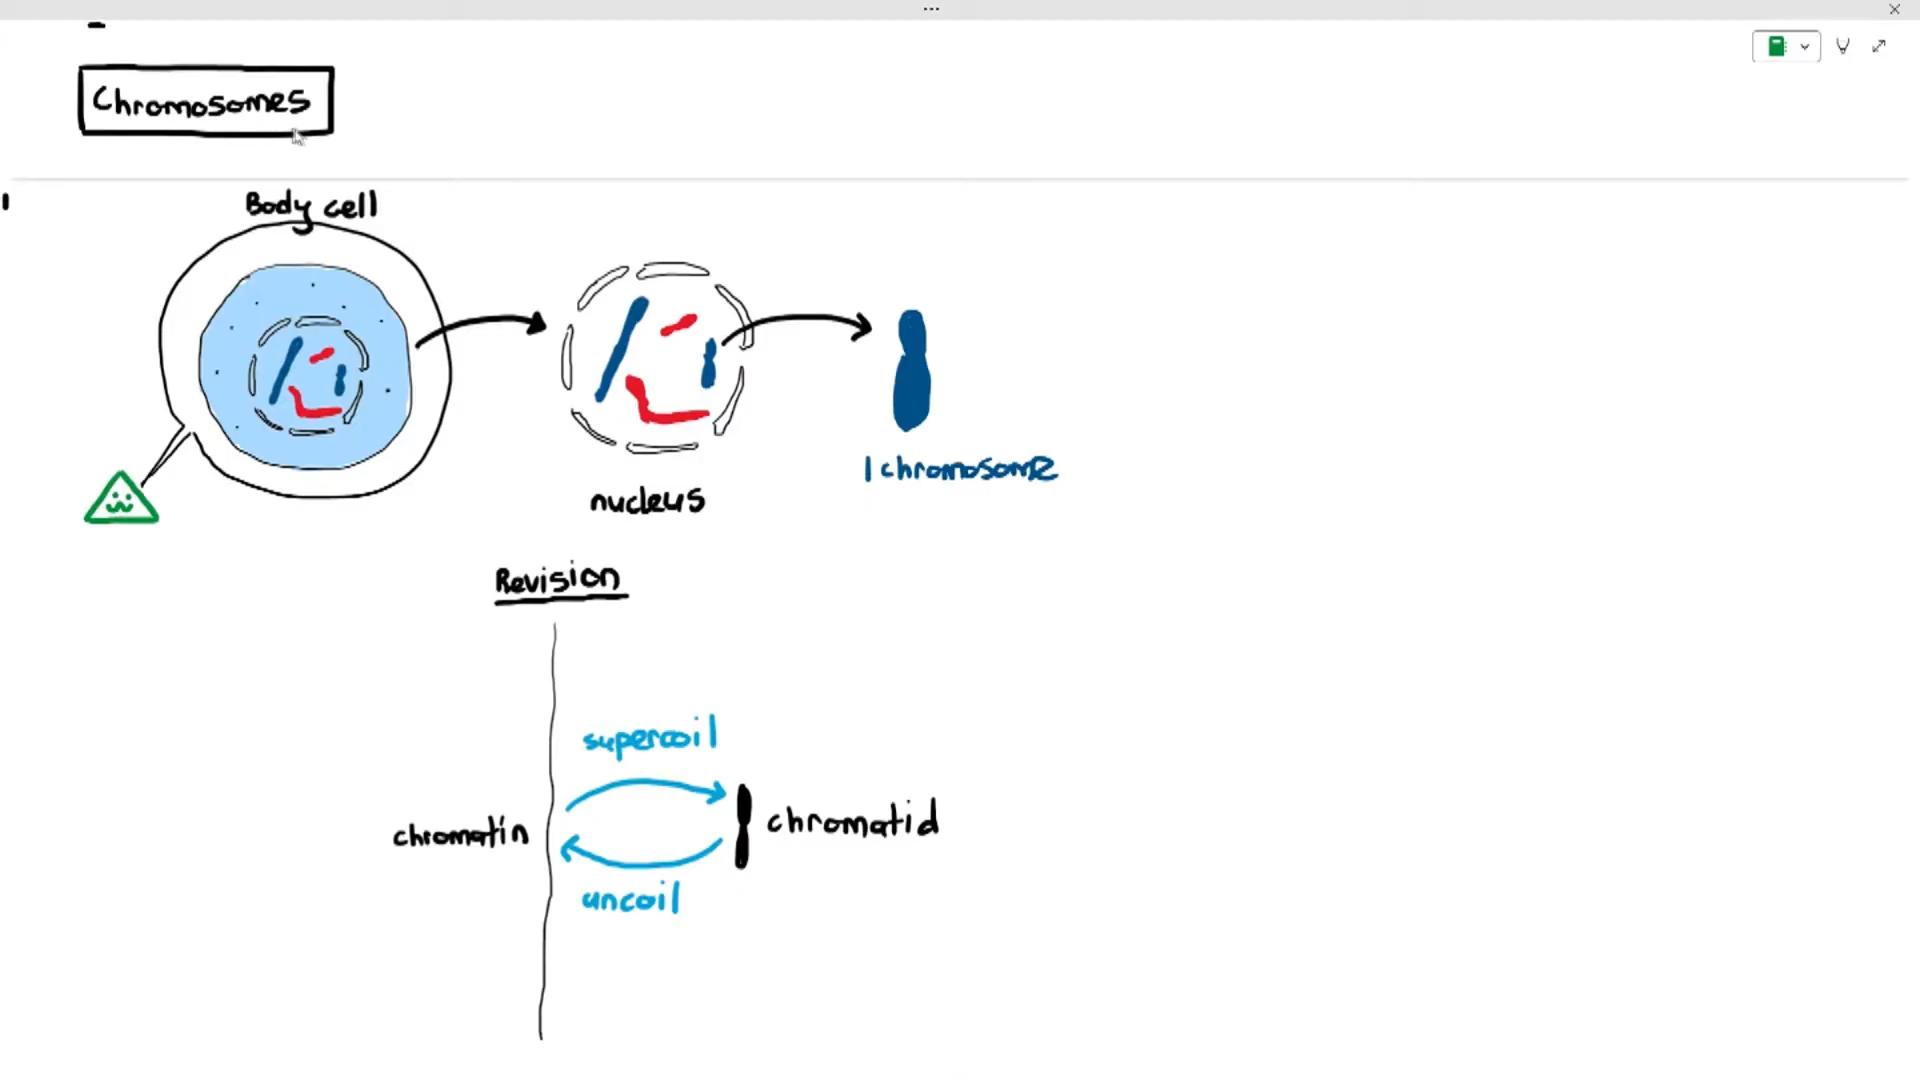 Chromosomes
Body cell
nucleus
1 chromosome
Revision
supercoil
chromatin
chromatid
uncoil